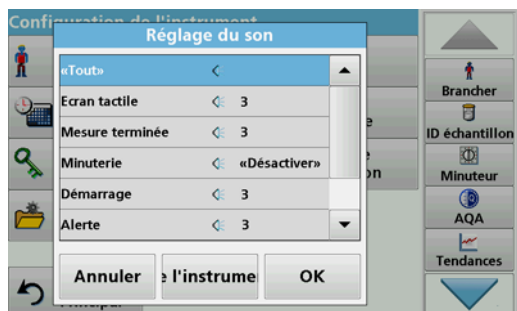 Configuration de l'instrument
Réglage du son
«Tout»
Ecran tactile 3
Mesure terminée 3
Minuterie «Désactiver»
Démarrage 3
Alerte 3
Annuler
l'instrume
OK
Principal
Brancher
ID échantillon
Minuteur
AQA
Tendances